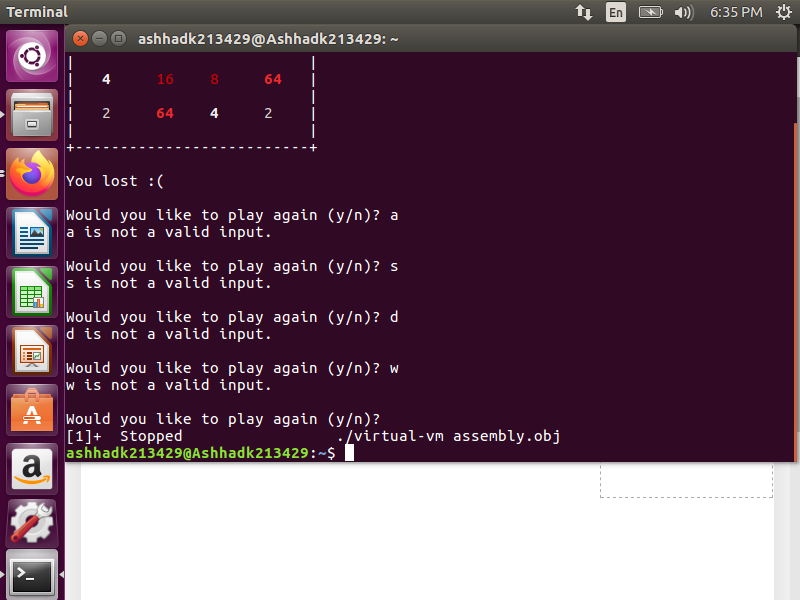 Terminal
En
6:35 PM
ashhadk213429@Ashhadk213429: ~
|                          |
|   4     16    8     64   |
|                          |
|   2     64    4     2    |
|                          |
+--------------------------+
You lost :(
Would you like to play again (y/n)? a
a is not a valid input.
Would you like to play again (y/n)? s
s is not a valid input.
Would you like to play again (y/n)? d
d is not a valid input.
Would you like to play again (y/n)? w
w is not a valid input.
Would you like to play again (y/n)?
[1]+  Stopped                 ./virtual-vm assembly.obj
ashhadk213429@Ashhadk213429:~$